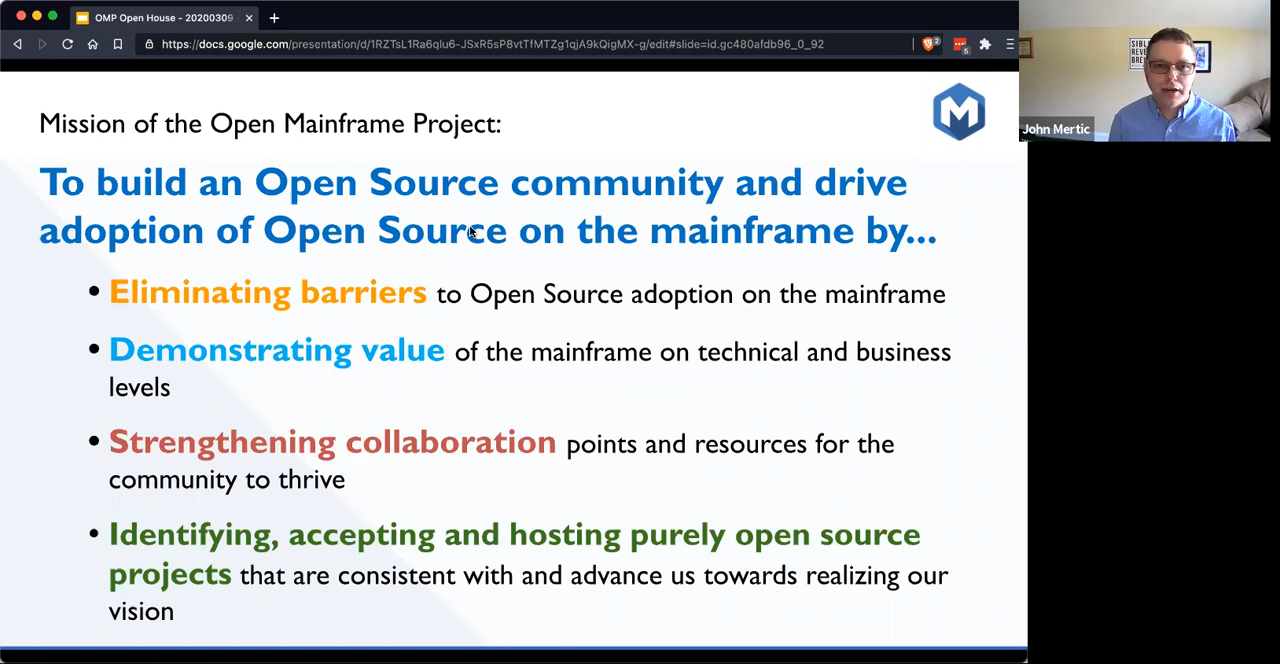 OMP Open House - 20200309
https://docs.google.com/presentation/d/1RZTsL1Ra6qlu6-JSxR5sP8vtTfMTZg1qjA9kQigMX-g/edit#slide=id.gc480afdb96_0_92
2
5
Mission of the Open Mainframe Project:
M
To build an Open Source community and drive
adoption of Open Source on the mainframe by...
• Eliminating barriers to Open Source adoption on the mainframe
• Demonstrating value of the mainframe on technical and business
levels
• Strengthening collaboration points and resources for the
community to thrive
• Identifying, accepting and hosting purely open source
projects that are consistent with and advance us towards realizing our
vision
John Mertic